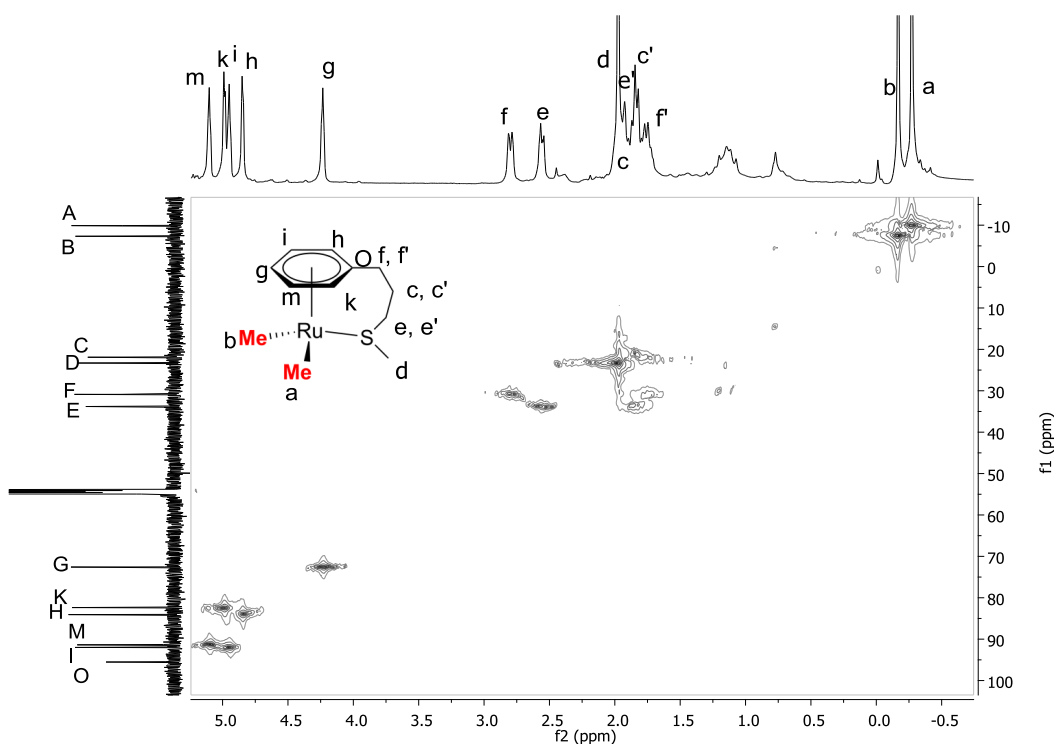 m k i h g f e d e' c' c f' b a
A
B
C
D
F
E
G
K
H
M
I
O
i h O f, f'
g m k c, c'
b Me Ru S e, e'
Me d
a
-10
0
10
20
30
40
50
60
70
80
90
100
f1 (ppm)
5.0 4.5 4.0 3.5 3.0 2.5 2.0 1.5 1.0 0.5 0.0 -0.5
f2 (ppm)